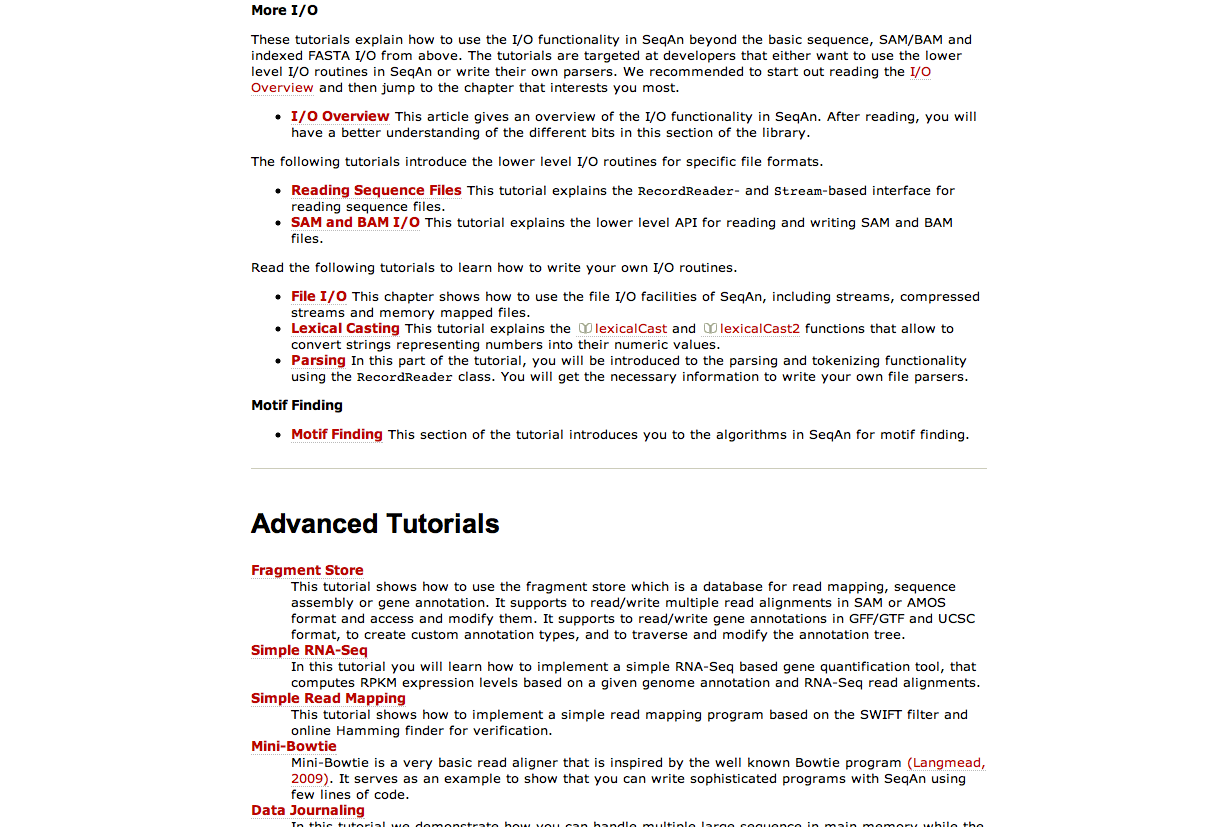 More I/O
These tutorials explain how to use the I/O functionality in SeqAn beyond the basic sequence, SAM/BAM and
indexed FASTA I/O from above. The tutorials are targeted at developers that either want to use the lower
level I/O routines in SeqAn or write their own parsers. We recommended to start out reading the I/O
Overview and then jump to the chapter that interests you most.
• I/O Overview This article gives an overview of the I/O functionality in SeqAn. After reading, you will
have a better understanding of the different bits in this section of the library.
The following tutorials introduce the lower level I/O routines for specific file formats.
• Reading Sequence Files This tutorial explains the RecordReader- and Stream-based interface for
reading sequence files.
• SAM and BAM I/O This tutorial explains the lower level API for reading and writing SAM and BAM
files.
Read the following tutorials to learn how to write your own I/O routines.
• File I/O This chapter shows how to use the file I/O facilities of SeqAn, including streams, compressed
streams and memory mapped files.
• Lexical Casting This tutorial explains the lexicalCast and lexicalCast2 functions that allow to
convert strings representing numbers into their numeric values.
• Parsing In this part of the tutorial, you will be introduced to the parsing and tokenizing functionality
using the RecordReader class. You will get the necessary information to write your own file parsers.
Motif Finding
• Motif Finding This section of the tutorial introduces you to the algorithms in SeqAn for motif finding.
Advanced Tutorials
Fragment Store
This tutorial shows how to use the fragment store which is a database for read mapping, sequence
assembly or gene annotation. It supports to read/write multiple read alignments in SAM or AMOS
format and access and modify them. It supports to read/write gene annotations in GFF/GTF and UCSC
format, to create custom annotation types, and to traverse and modify the annotation tree.
Simple RNA-Seq
In this tutorial you will learn how to implement a simple RNA-Seq based gene quantification tool, that
computes RPKM expression levels based on a given genome annotation and RNA-Seq read alignments.
Simple Read Mapping
This tutorial shows how to implement a simple read mapping program based on the SWIFT filter and
online Hamming finder for verification.
Mini-Bowtie
Mini-Bowtie is a very basic read aligner that is inspired by the well known Bowtie program (Langmead,
2009). It serves as an example to show that you can write sophisticated programs with SeqAn using
few lines of code.
Data Journaling
In this tutorial we demonstrate how you can handle multiple large sequence in main memory while the